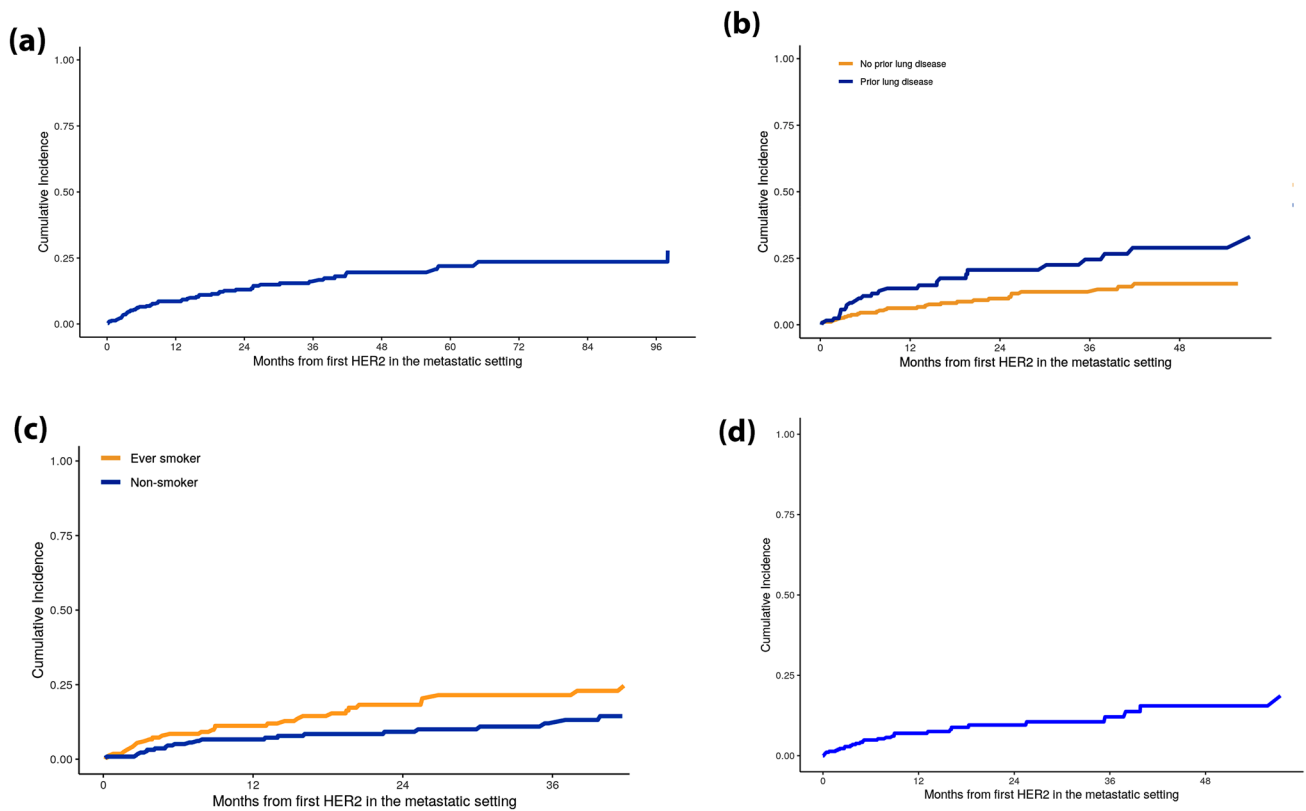 (a)
1.00
0.75
0.50
0.25
0.00
Cumulative Incidence
0 12 24 36 48 60 72 84 96
Months from first HER2 in the metastatic setting
(b)
No prior lung disease
Prior lung disease
1.00
0.75
0.50
0.25
0.00
Cumulative Incidence
0 12 24 36 48
Months from first HER2 in the metastatic setting
(c)
Ever smoker
Non-smoker
1.00
0.75
0.50
0.25
0.00
Cumulative Incidence
0 12 24 36
Months from first HER2 in the metastatic setting
(d)
1.00
0.75
0.50
0.25
0.00
Cumulative Incidence
0 12 24 36 48
Months from first HER2 in the metastatic setting